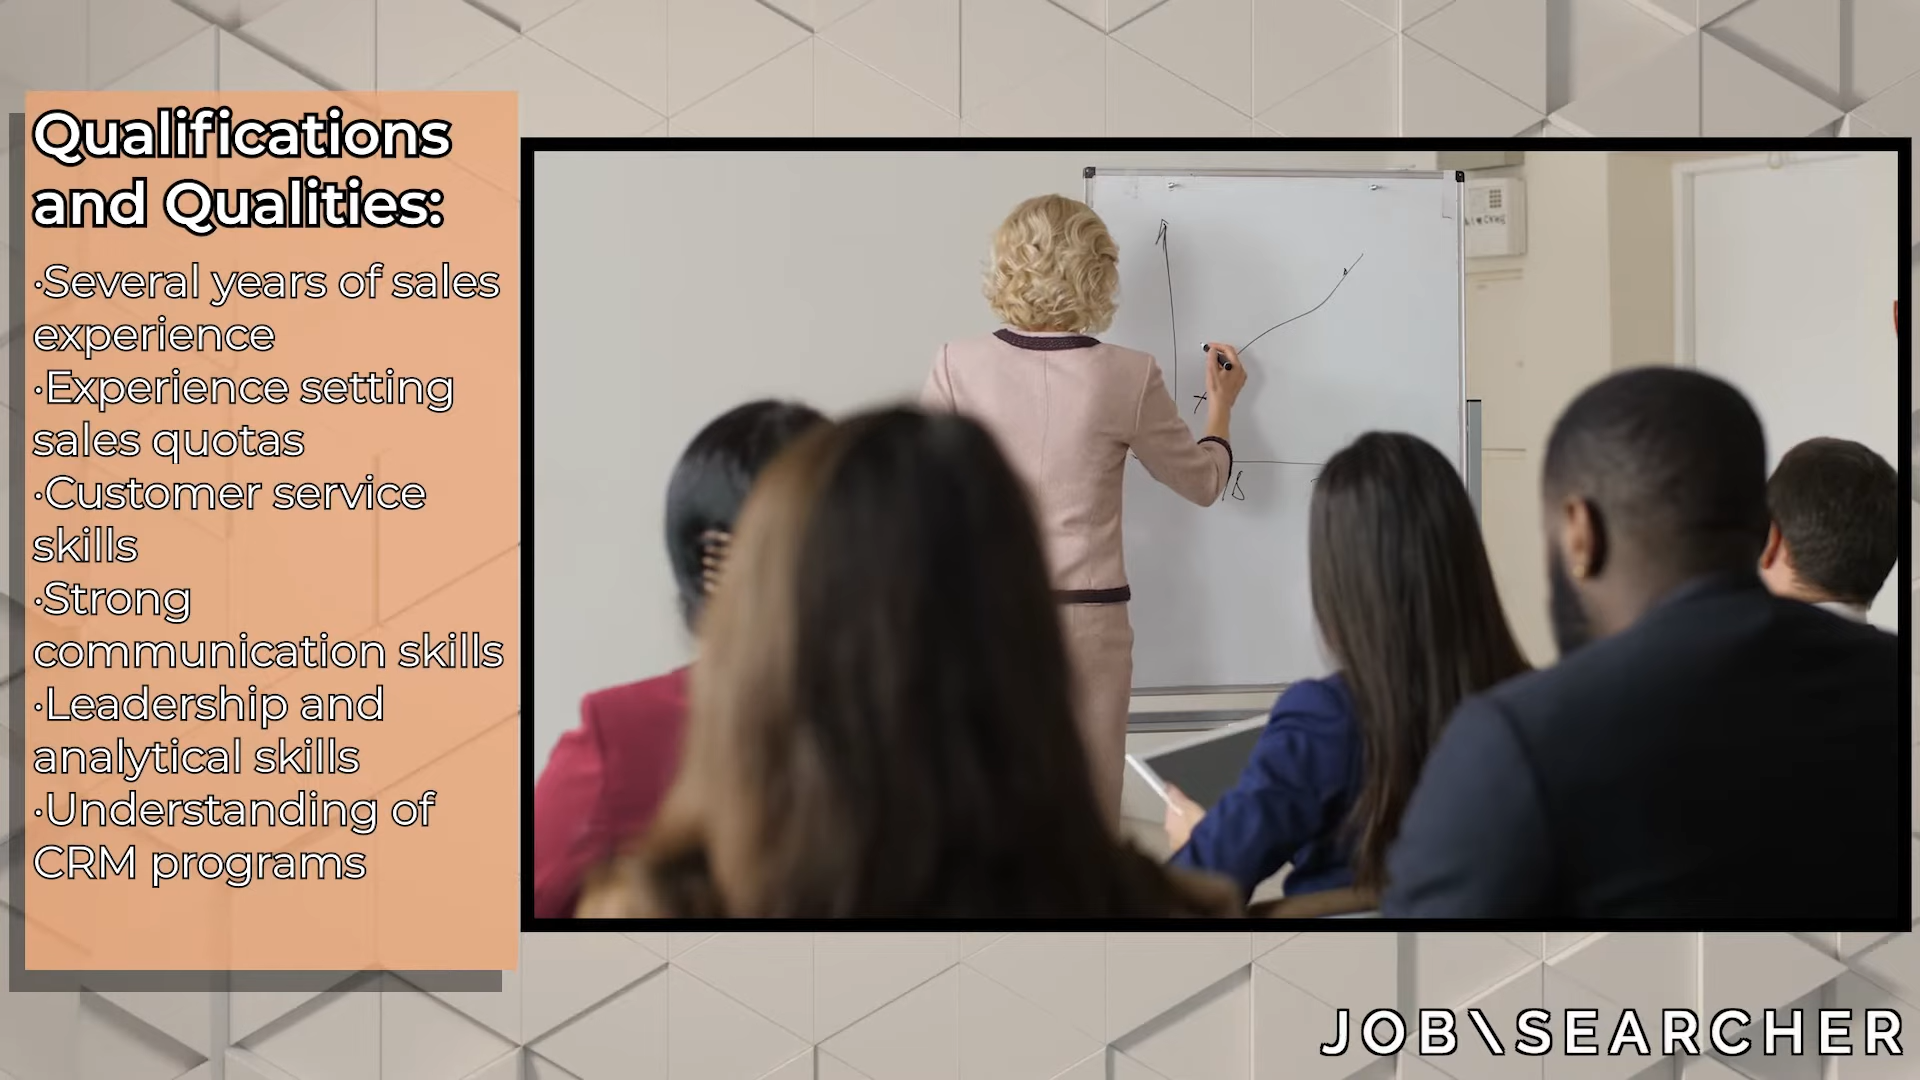 Qualifications
and Qualities:
·Several years of sales
experience
·Experience setting
sales quotas
·Customer service
skills
·Strong
communication skills
·Leadership and
analytical skills
·Understanding of
CRM programs
JOB\SEARCHER